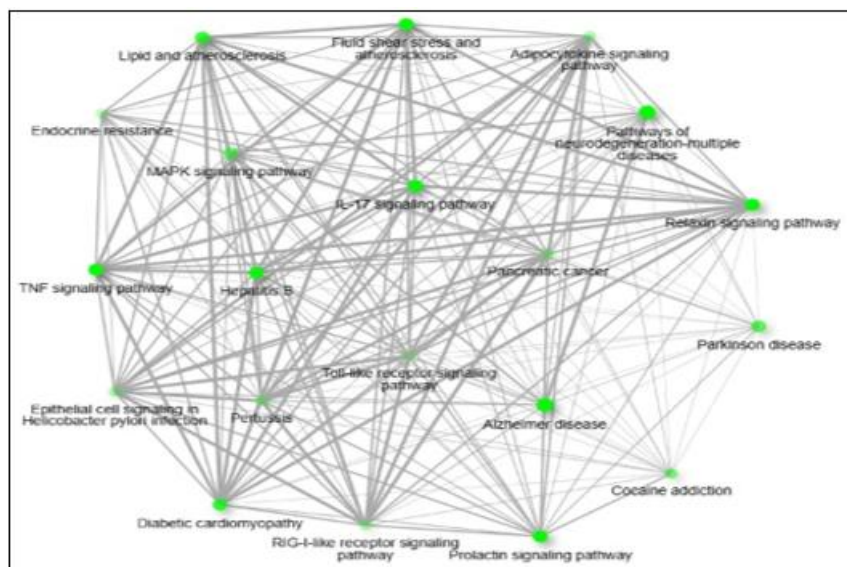 Lipid and atherosclerosis
Fluid shear stress and
atherosclerosis
Adipocytokine signaling
pathway
Endocrine resistance
MAPK signaling pathway
Pathways of
neurodegeneration-multiple
diseases
IL-17 signaling pathway
Relaxin signaling pathway
TNF signaling pathway
Hepatitis B
Pancreatic cancer
Parkinson disease
Toll-like receptor signaling
pathway
Epithelial cell signaling in
Helicobacter pylori infection
Pertussis
Alzheimer disease
Cocaine addiction
Diabetic cardiomyopathy
RIG-I-like receptor signaling
pathway
Prolactin signaling pathway